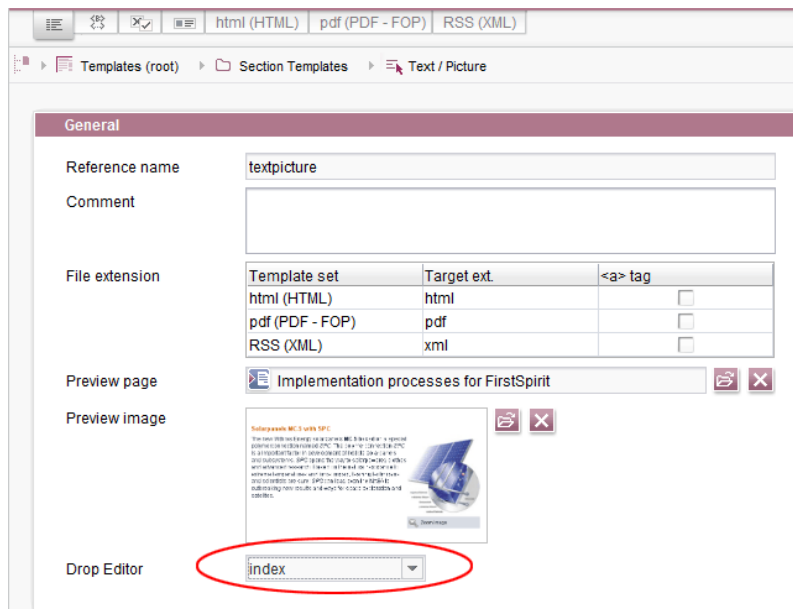 html (HTML) pdf (PDF - FOP) RSS (XML)
Templates (root) Section Templates Text / Picture
General
Reference name textpicture
Comment
File extension Template set Target ext. <a> tag
html (HTML) html
pdf (PDF - FOP) pdf
RSS (XML) xml
Preview page Implementation processes for FirstSpirit
Preview image
Solarpanels MC 3 with SPC
Drop Editor index